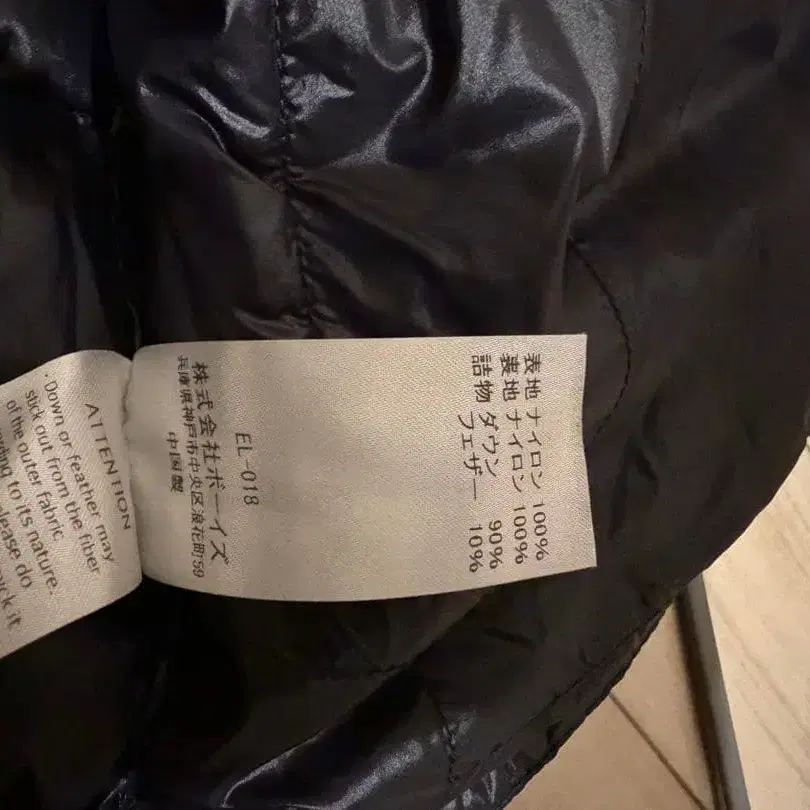 表地 ナイロン 100%
裏地 ナイロン 100%
詰物 ダウン 90%
フェザー 10%
EL-018
株式会社ボーイズ
兵庫県神戸市中央区浪花町59
中国製
ATTENTION
・Down or feather may
stick out from the fiber
of the outer fabric
to its nature.
please do
pluck it